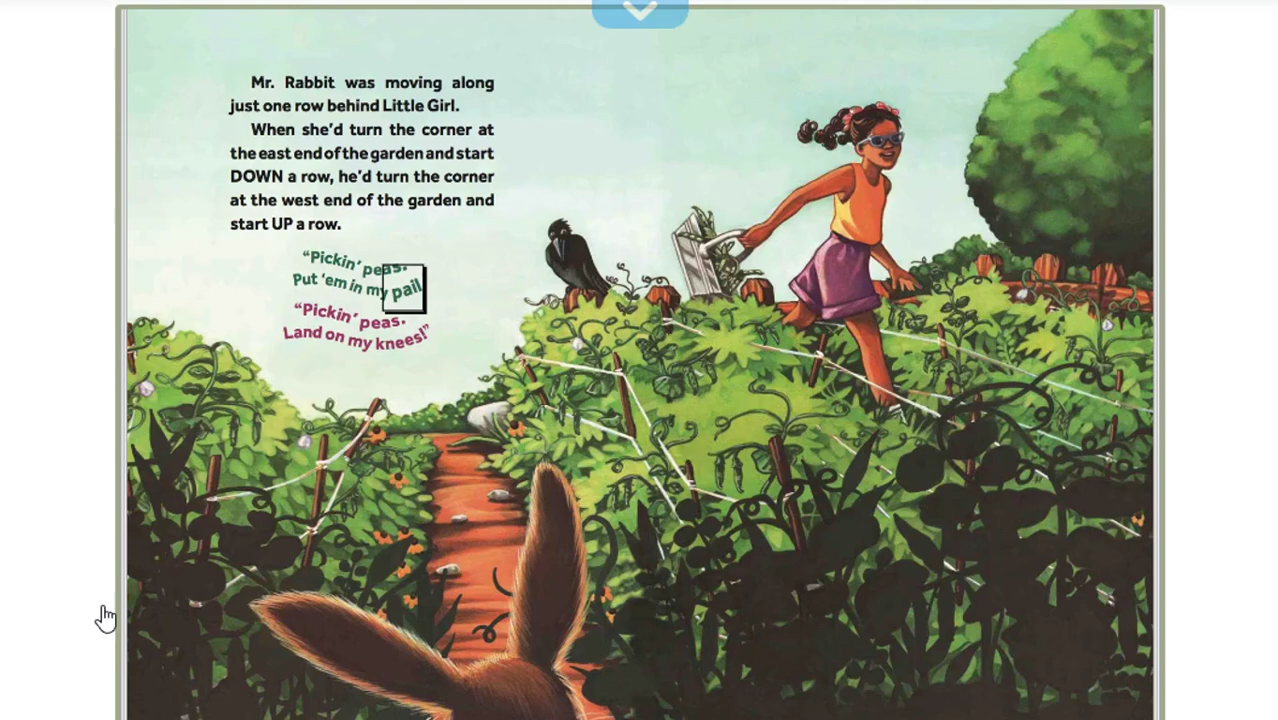 Mr. Rabbit was moving along
just one row behind Little Girl.
When she'd turn the corner at
the east end of the garden and start
DOWN a row, he'd turn the corner
at the west end of the garden and
start UP a row.
"Pickin' peas.
Put 'em in my pail
"Pickin' peas.
Land on my knees!"